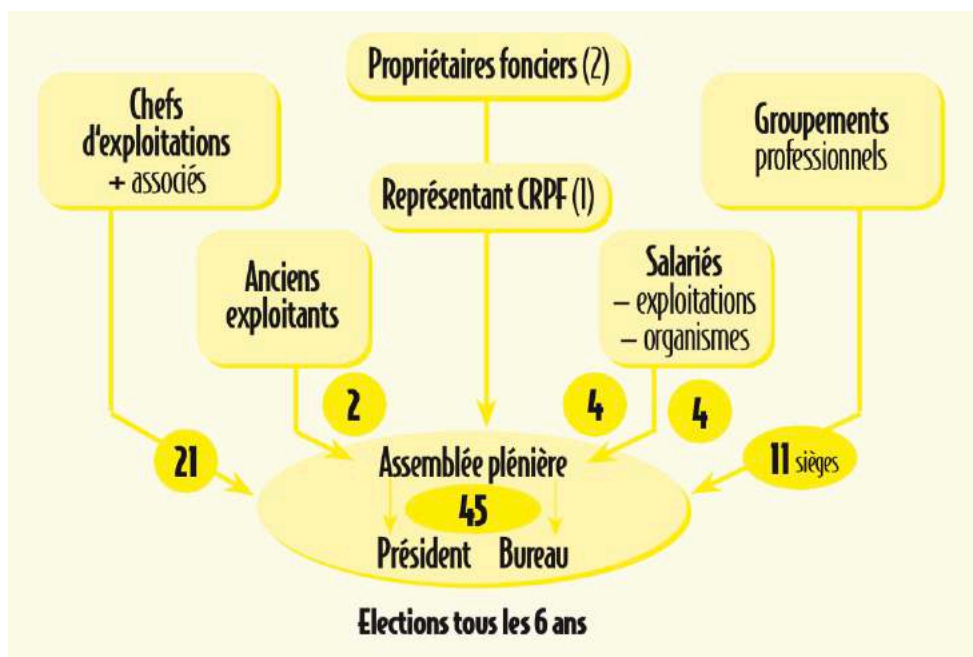 Propriétaires fonciers (2)
Chefs
d'exploitations
+ associés
Groupements
professionnels
Représentant CRPF (1)
Anciens
exploitants
Salariés
– exploitations
– organismes
2
4
4
21
11 sièges
Assemblée plénière
45
Président Bureau
Elections tous les 6 ans